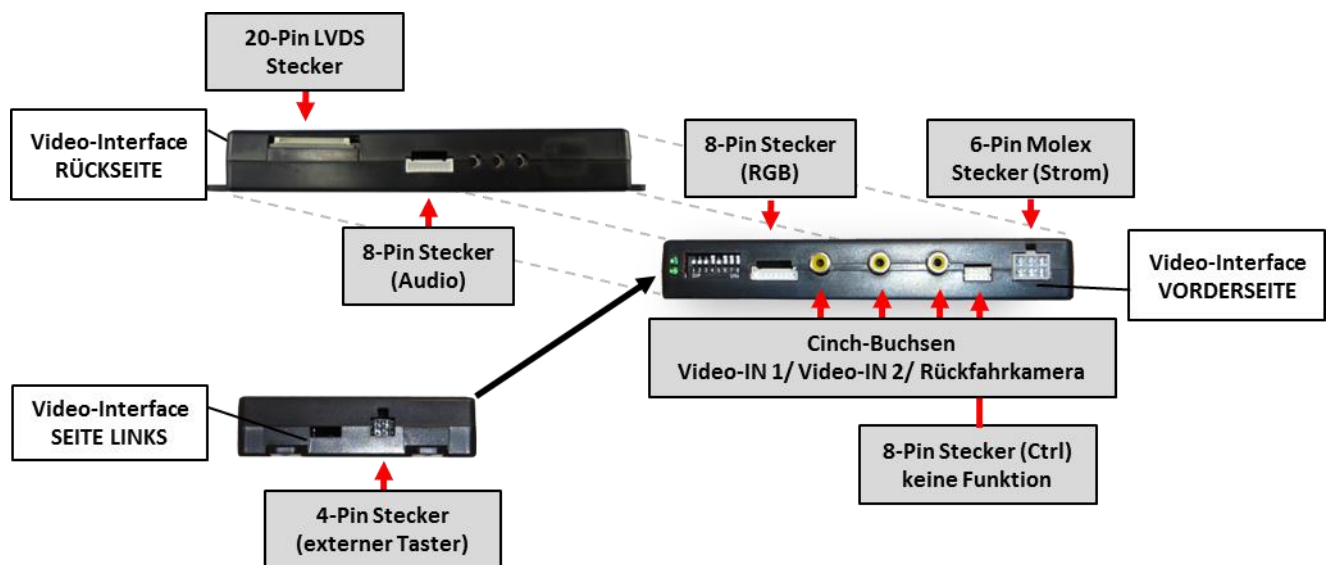 20-Pin LVDS
Stecker
Video-Interface
RÜCKSEITE
8-Pin Stecker
(RGB)
6-Pin Molex
Stecker (Strom)
8-Pin Stecker
(Audio)
Video-Interface
VORDERSEITE
Cinch-Buchsen
Video-IN 1/ Video-IN 2/ Rückfahrkamera
Video-Interface
SEITE LINKS
8-Pin Stecker (Ctrl)
keine Funktion
4-Pin Stecker
(externer Taster)